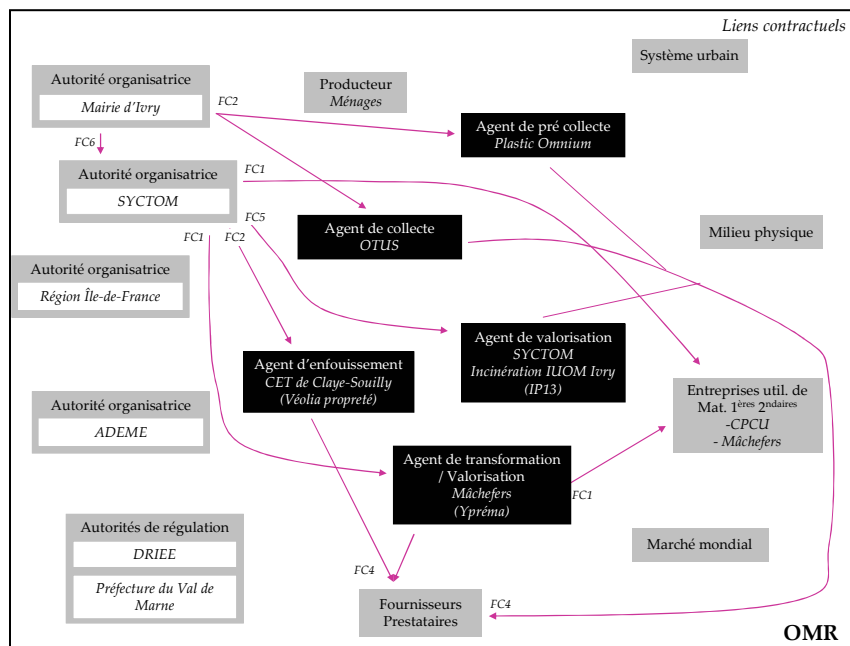 Liens contractuels
Système urbain
Autorité organisatrice
Mairie d'Ivry
FC2
Producteur
Ménages
Agent de pré collecte
Plastic Omnium
FC6
Autorité organisatrice
SYCTOM
FC1
FC5
FC1
FC2
Agent de collecte
OTUS
Milieu physique
Autorité organisatrice
Région Île-de-France
Agent de valorisation
SYCTOM
Incinération IUOM Ivry
(IP13)
Agent d'enfouissement
CET de Claye-Souilly
(Véolia propreté)
Entreprises util. de
Mat. 1ères 2ndaires
-CPCU
- Mâchefers
Autorité organisatrice
ADEME
Agent de transformation
/ Valorisation
Mâchefers
(Ypréma)
FC1
Autorités de régulation
DRIEE
Préfecture du Val de
Marne
Marché mondial
FC4
Fournisseurs
Prestataires
FC4
OMR